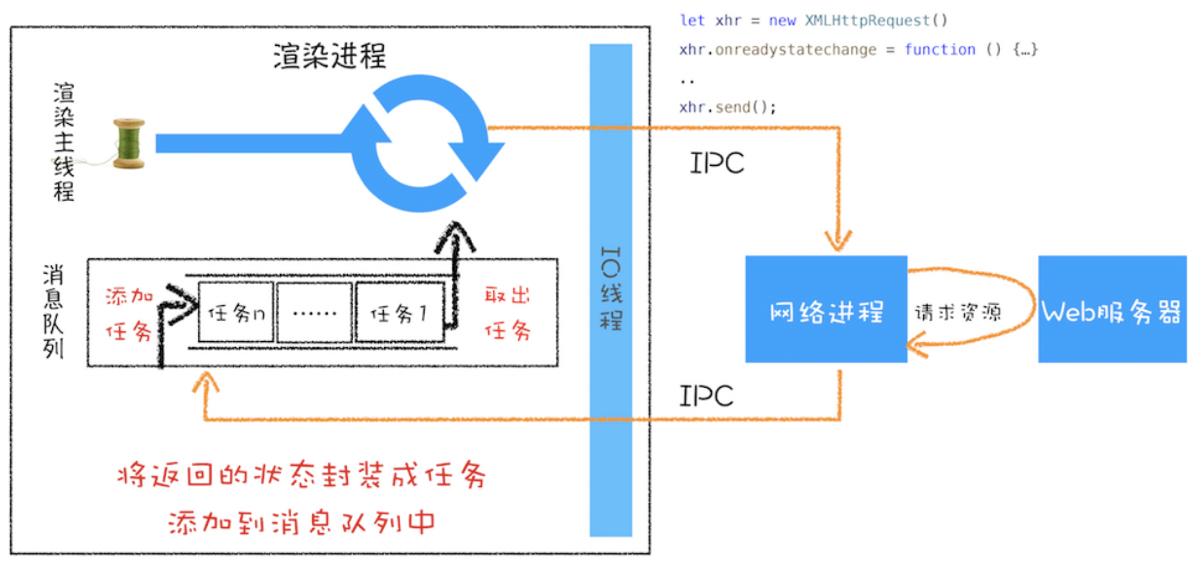 let xhr = new XMLHttpRequest()
xhr.onreadystatechange = function () {…}
..
xhr.send();
渲染进程
渲染主线程
IPC
消息队列
添加
任务
任务n
……
任务1
取出
任务
IO线程
网络进程
请求资源
Web服务器
IPC
将返回的状态封装成任务
添加到消息队列中